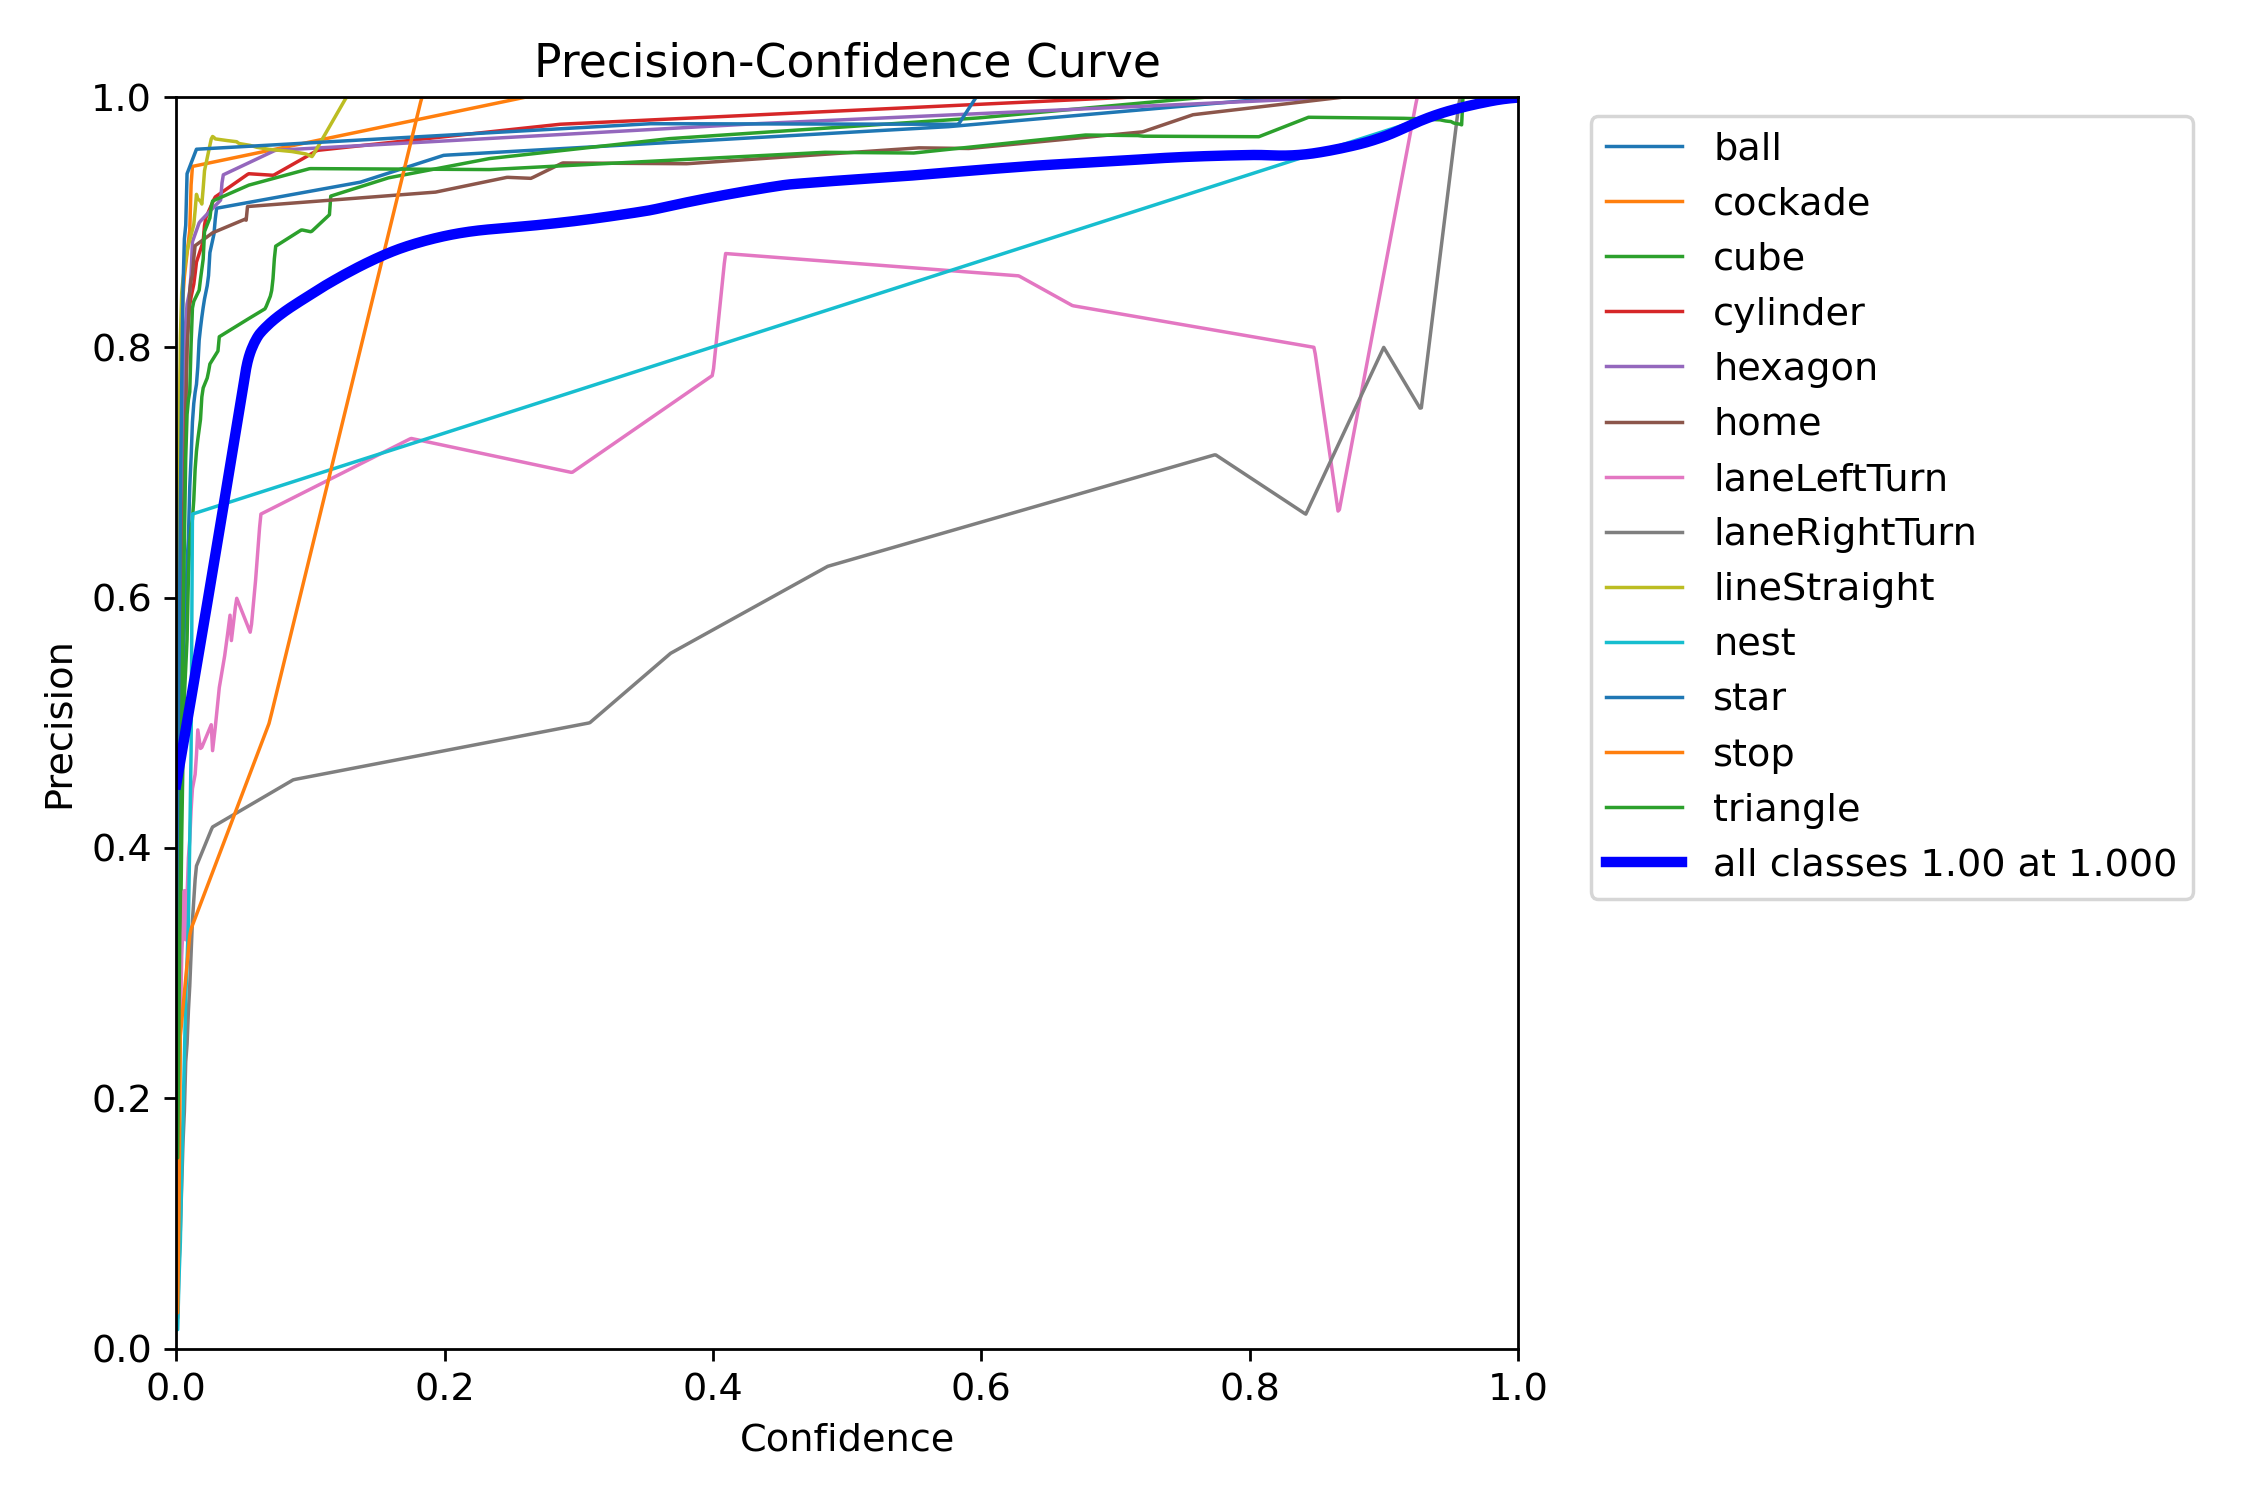 Precision-Confidence Curve
1.0
0.8
0.6
0.4
0.2
0.0
Precision
0.0 0.2 0.4 0.6 0.8 1.0
Confidence
ball
cockade
cube
cylinder
hexagon
home
laneLeftTurn
laneRightTurn
lineStraight
nest
star
stop
triangle
all classes 1.00 at 1.000